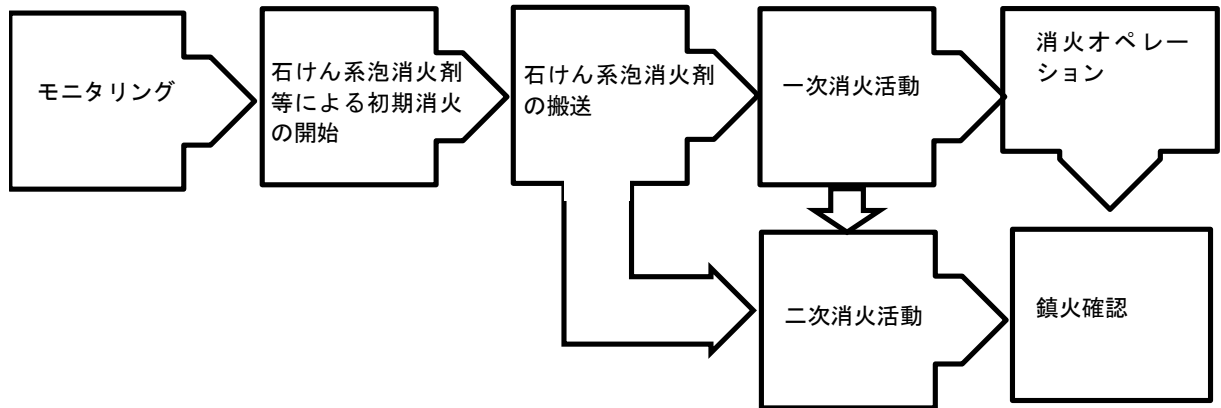 モニタリング
石けん系泡消火剤
等による初期消火
の開始
石けん系泡消火剤
の搬送
一次消火活動
消火オペレー
ション
二次消火活動
鎮火確認